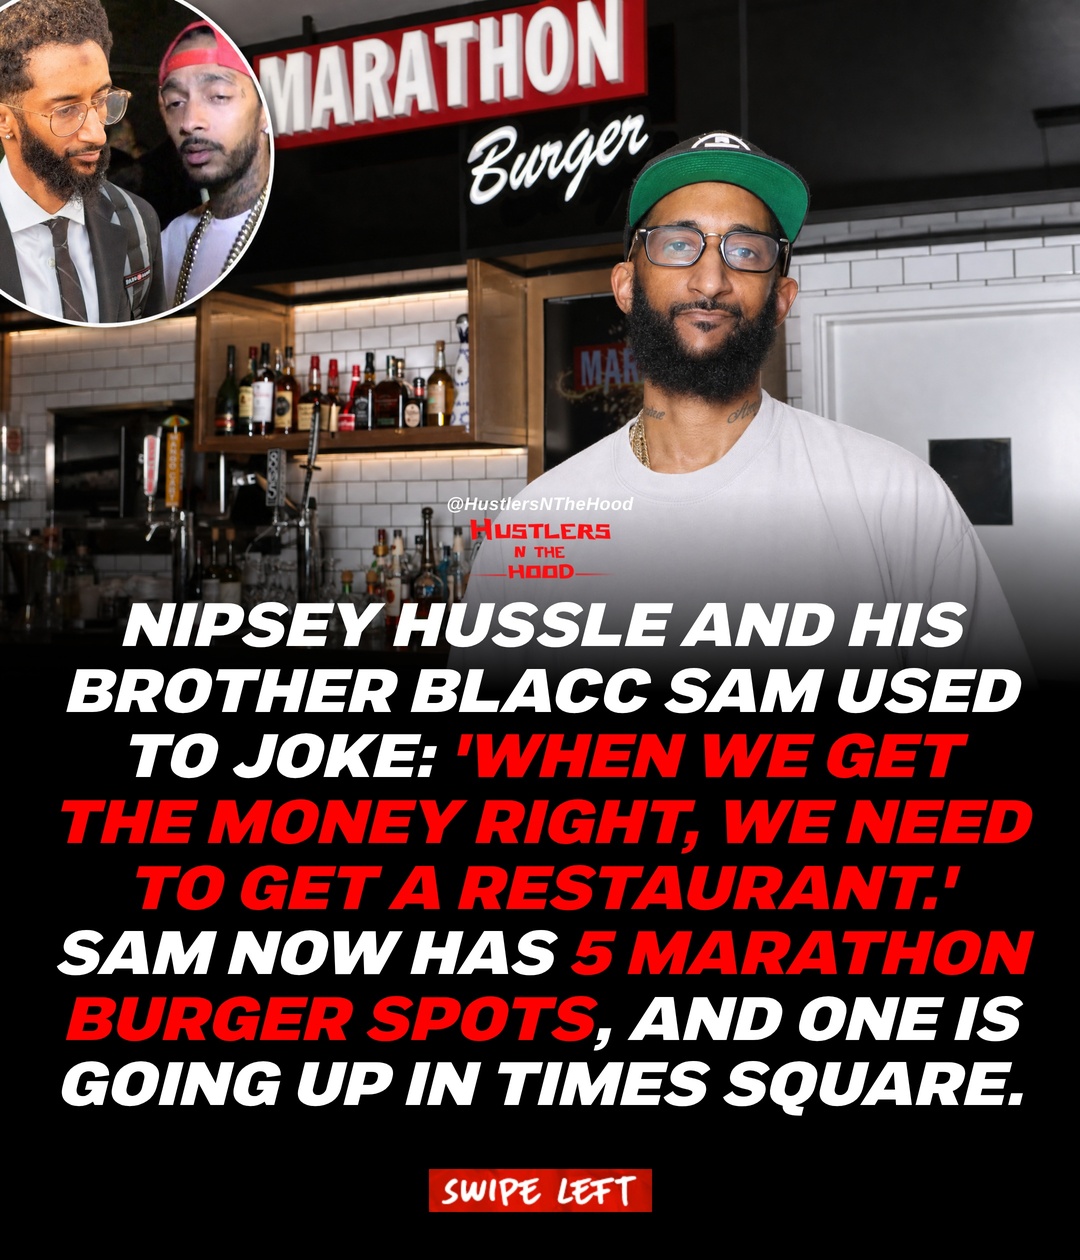 MARATHON
Burger
MAR
@HustlersNTheHood
HUSTLERS
N THE
HOOD
NIPSEY HUSSLE AND HIS
BROTHER BLACC SAM USED
TO JOKE: 'WHEN WE GET
THE MONEY RIGHT, WE NEED
TO GET A RESTAURANT.'
SAM NOW HAS 5 MARATHON
BURGER SPOTS, AND ONE IS
GOING UP IN TIMES SQUARE.
SWIPE LEFT